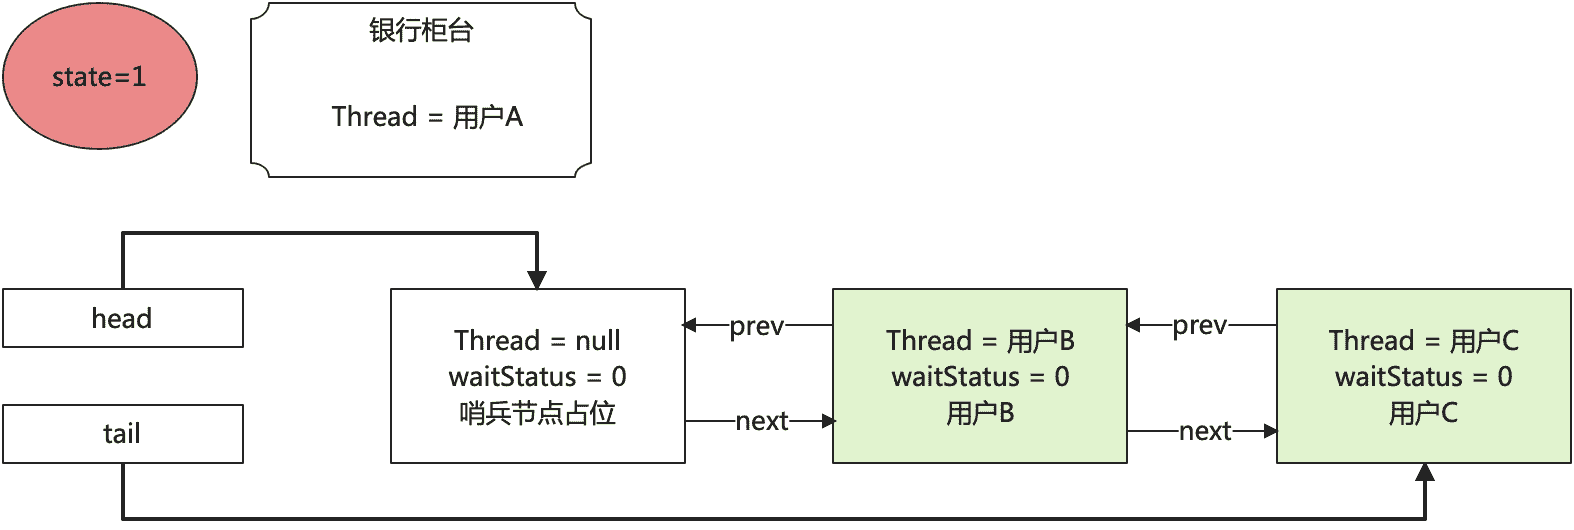 state=1
银行柜台
Thread = 用户A
head
tail
Thread = null
waitStatus = 0
哨兵节点占位
prev
next
Thread = 用户B
waitStatus = 0
用户B
prev
next
Thread = 用户C
waitStatus = 0
用户C